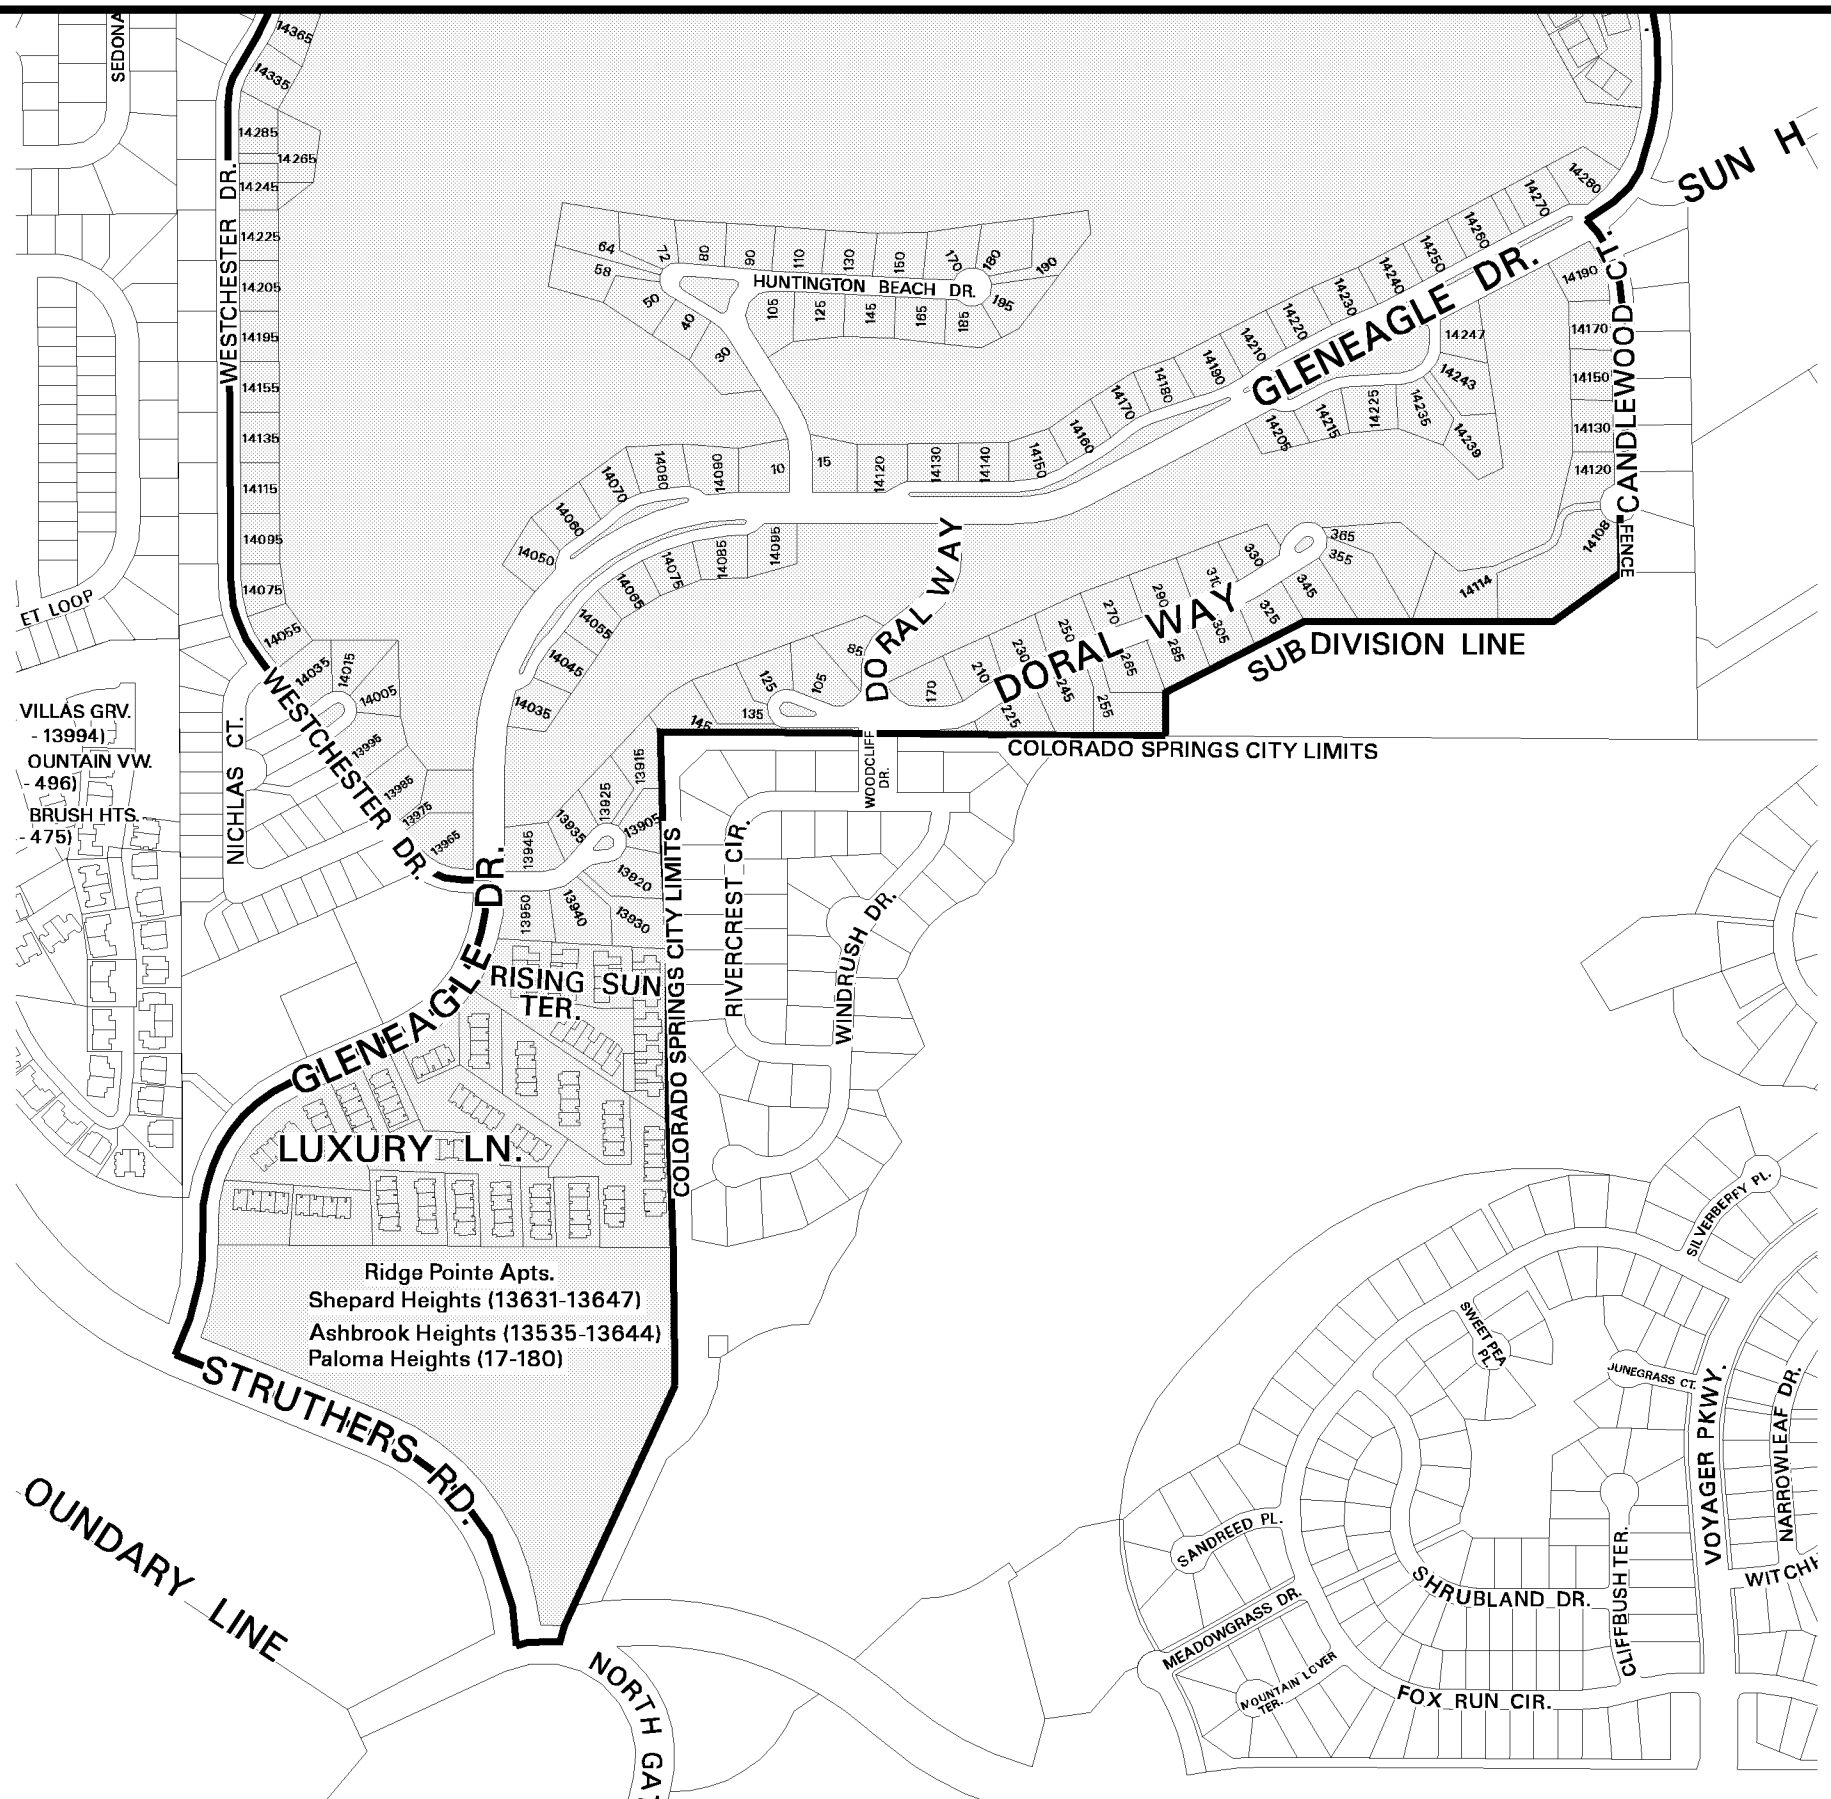 SEDONA
14365
14335
14285
14265
14245
14225
14205
14195
14155
14135
14115
14095
14075
14055
14035
14015
14005
13995
13985
13975
13965
WESTCHESTER DR.
WESTCHESTER DR.
ET LOOP
NICHLAS CT.
VILLAS GRV.
- 13994)
OUNTAIN VW.
- 496)
BRUSH HTS.
- 475)
64
58
72
80
90
110
130
150
170
180
190
50
40
30
105
125
145
165
185
195
HUNTINGTON BEACH DR.
SUN H
14280
14270
14260
14250
14240
14230
14220
14210
14190
14180
14170
14160
14150
14140
14130
14120
15
10
14090
14080
14070
14060
14050
GLENEAGLE DR.
14247
14243
14239
14235
14225
14215
14205
14190
14170
14150
14130
14120
14108
14114
CANDLEWOOD CT.
FENCE
14095
14085
14075
14065
14055
14045
14035
DORAL WAY
85
105
125
135
145
170
210
230
250
270
290
310
330
365
355
345
325
305
285
265
255
245
225
DORAL WAY
SUBDIVISION LINE
COLORADO SPRINGS CITY LIMITS
WOODCLIFF
DR.
13915
13925
13935
13945
13905
13920
13930
13940
13950
COLORADO SPRINGS CITY LIMITS
RIVERCREST CIR.
WINDRUSH DR.
GLENEAGLE DR.
RISING SUN
TER.
LUXURY LN.
Ridge Pointe Apts.
Shepard Heights (13631-13647)
Ashbrook Heights (13535-13644)
Paloma Heights (17-180)
STRUTHERS RD.
OUNDARY LINE
NORTH GA
SILVERBERRY PL.
SWEET PEA
PL.
JUNEGRASS CT.
VOYAGER PKWY.
NARROWLEAF DR.
SANDREED PL.
SHRUBLAND DR.
CLIFFBUSH TER.
WITCHH
MEADOWGRASS DR.
MOUNTAIN LOVER
TER.
FOX RUN CIR.